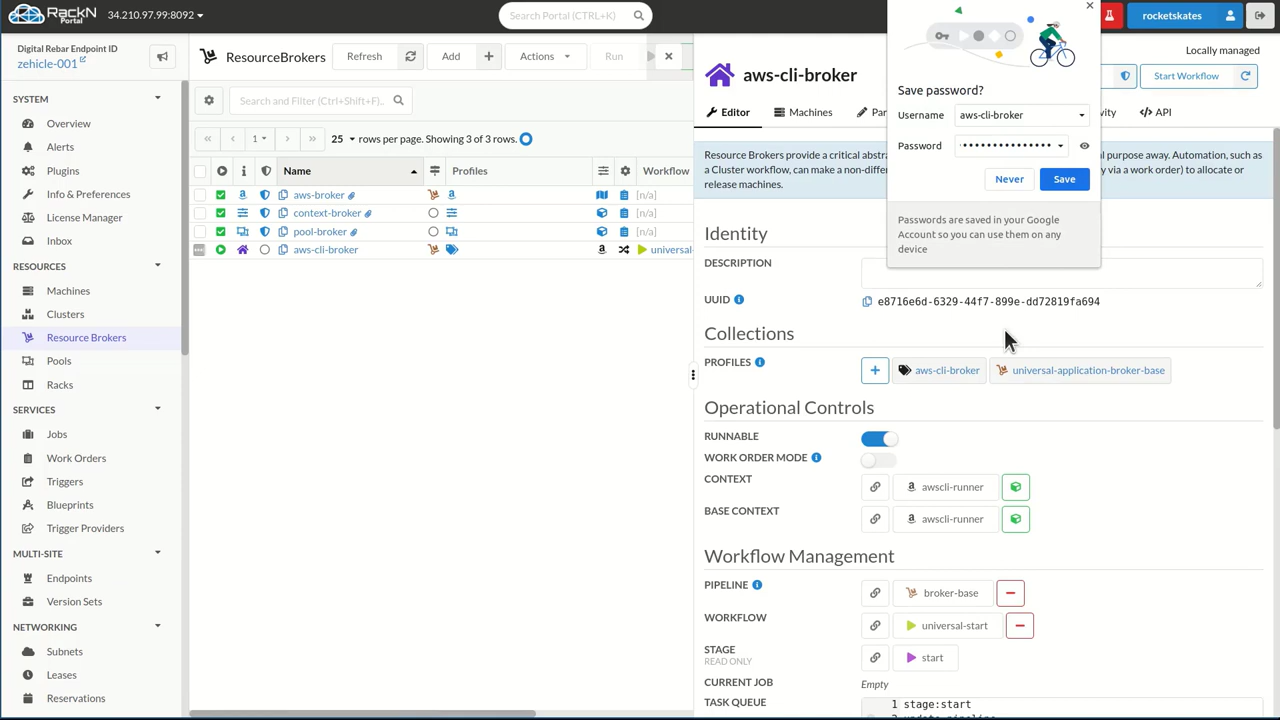 RackN
Portal
34.210.97.99:8092
Search Portal (CTRL+K)
rocketskates
Digital Rebar Endpoint ID
zehicle-001
SYSTEM
Overview
Alerts
Plugins
Info & Preferences
License Manager
Inbox
RESOURCES
Machines
Clusters
Resource Brokers
Pools
Racks
SERVICES
Jobs
Work Orders
Triggers
Blueprints
Trigger Providers
MULTI-SITE
Endpoints
Version Sets
NETWORKING
Subnets
Leases
Reservations
ResourceBrokers
Refresh
Add
Actions
Run
Search and Filter (Ctrl+Shift+F)..
1
25 rows per page. Showing 3 of 3 rows.
Name Profiles Workflow
aws-broker [n/a]
context-broker [n/a]
pool-broker [n/a]
aws-cli-broker universal-
aws-cli-broker
Locally managed
Start Workflow
Editor
Machines
API
Resource Brokers provide a critical
purpose away. Automation, such as
a Cluster workflow, can make a
via a work order) to allocate or
release machines.
Save password?
Username aws-cli-broker
Password ••••••••••••••••
Never
Save
Passwords are saved in your Google
Account so you can use them on any
device
Identity
DESCRIPTION
UUID e8716e6d-6329-44f7-899e-dd72819fa694
Collections
PROFILES + aws-cli-broker universal-application-broker-base
Operational Controls
RUNNABLE
WORK ORDER MODE
CONTEXT awscli-runner
BASE CONTEXT awscli-runner
Workflow Management
PIPELINE broker-base
WORKFLOW universal-start
STAGE start
READ ONLY
CURRENT JOB Empty
TASK QUEUE 1 stage:start